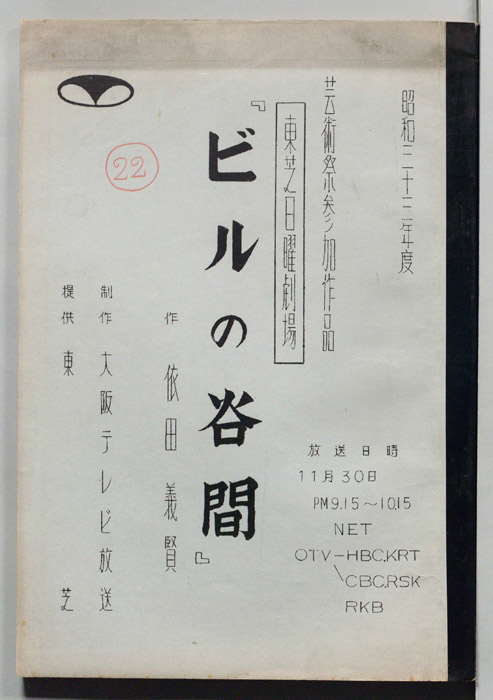 昭和三十三年度
芸術祭参加作品
東芝日曜劇場
『ビルの谷間』
作 依田義賢
制作 大阪テレビ放送
提供 東芝
22
放送日時
11月30日
PM9.15~10.15
NET
OTV-HBC.KRT
\CBC.RSK
RKB